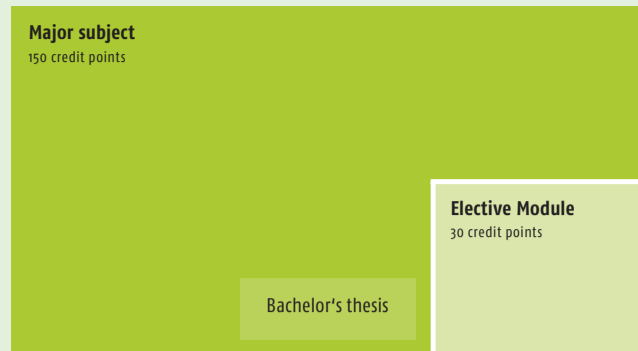 Major subject
150 credit points
Elective Module
30 credit points
Bachelor‘s thesis